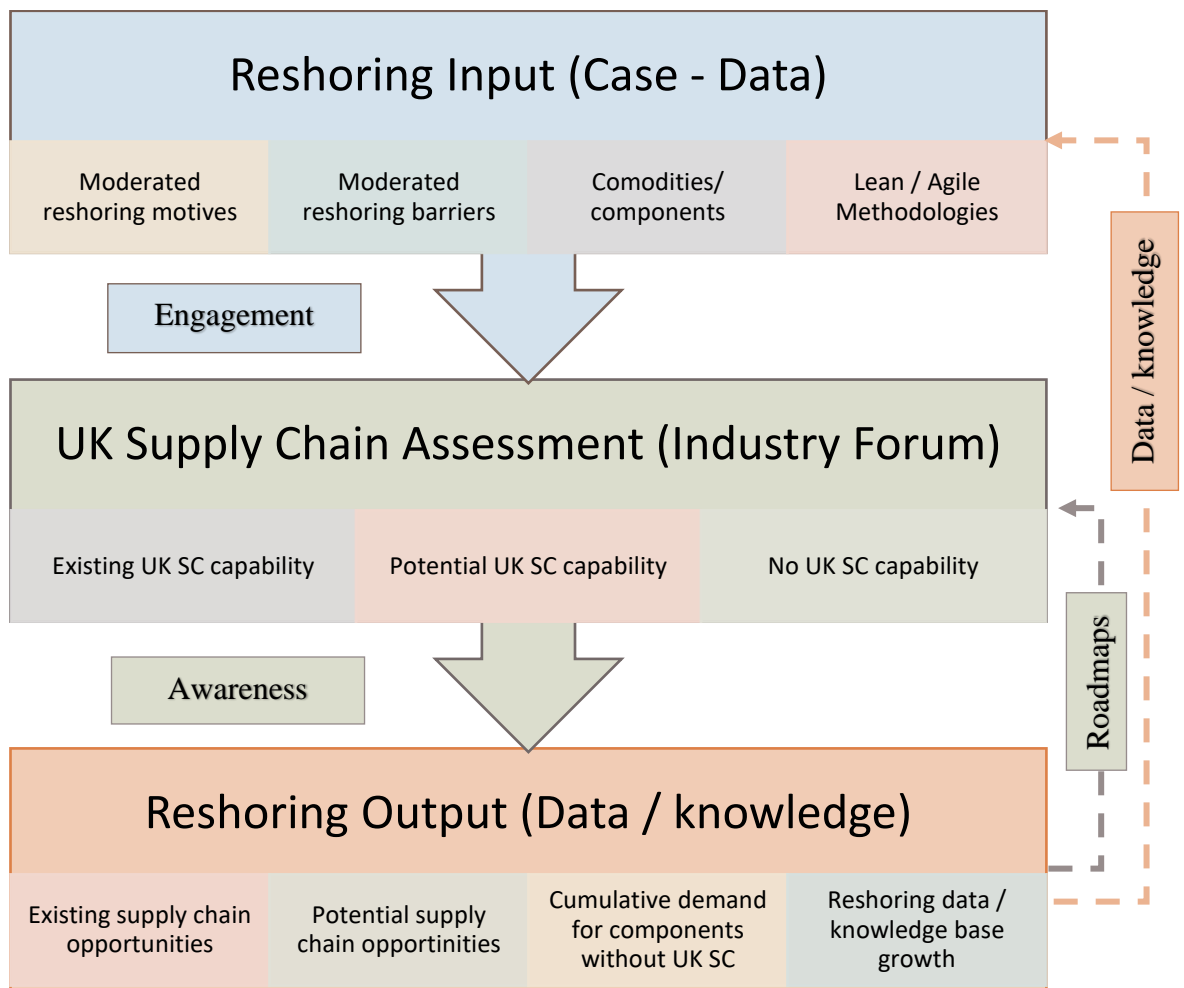 Reshoring Input (Case - Data)
Moderated
reshoring motives
Moderated
reshoring barriers
Comodities/
components
Lean / Agile
Methodologies
Engagement
Data / knowledge
UK Supply Chain Assessment (Industry Forum)
Existing UK SC capability
Potential UK SC capability
No UK SC capability
Roadmaps
Awareness
Reshoring Output (Data / knowledge)
Existing supply chain
opportunities
Potential supply
chain opportinities
Cumulative demand
for components
without UK SC
Reshoring data /
knowledge base
growth